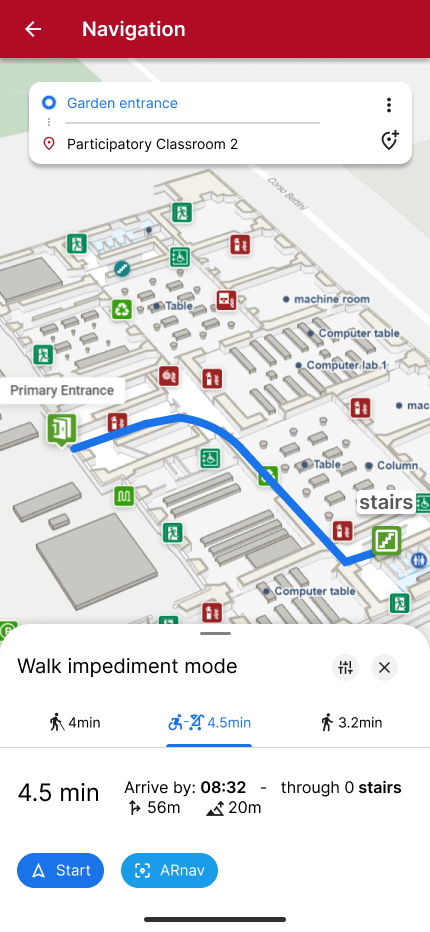 Navigation
Garden entrance
Participatory Classroom 2
Corso Bettini
machine room
Table
Computer table
Computer lab.1
Primary Entrance
mac
Table
Column
stairs
Computer table
Walk impediment mode
4min
4.5min
3.2min
4.5 min
Arrive by: 08:32 - through 0 stairs
56m
20m
Start
ARnav